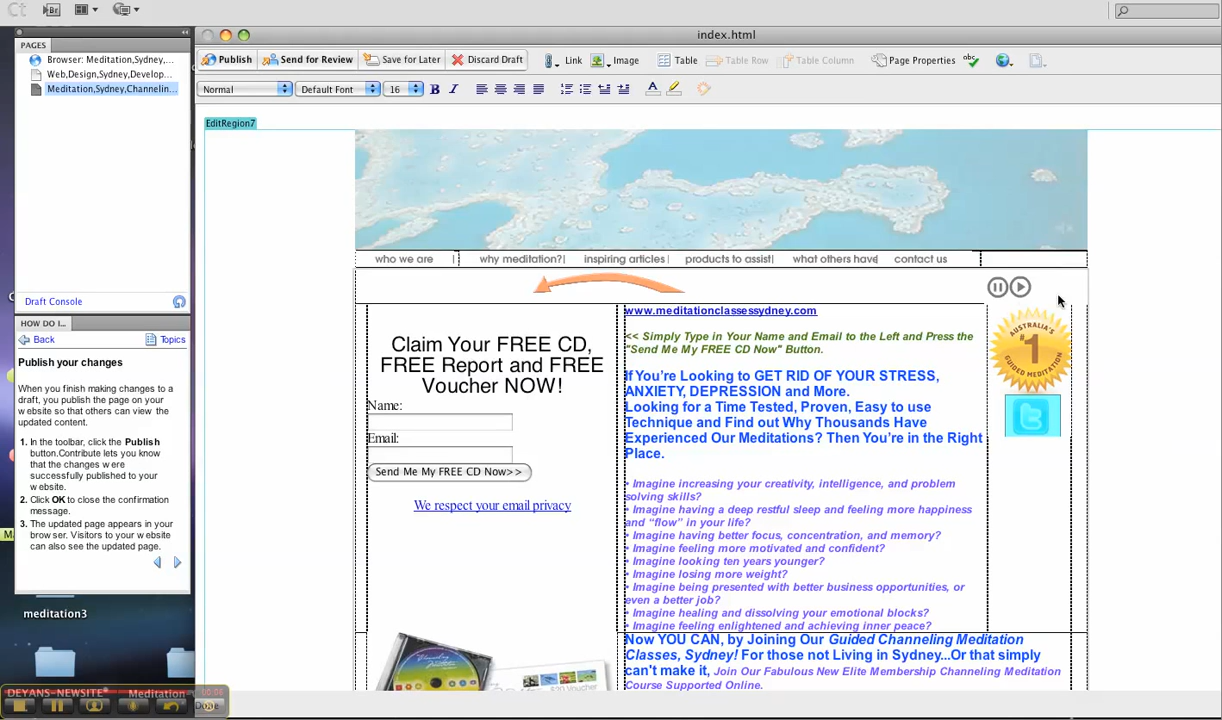 Ct
Br
index.html
PAGES
Browser: Meditation,Sydney,...
Web,Design,Sydney,Develop...
Meditation,Sydney,Channelin...
Draft Console
HOW DO I...
Back
Topics
Publish your changes
When you finish making changes to a
draft, you publish the page on your
website so that others can view the
updated content.
1. In the toolbar, click the Publish
button.Contribute lets you know
that the changes were
successfully published to your
website.
2. Click OK to close the confirmation
message.
3. The updated page appears in your
browser. Visitors to your website
can also see the updated page.
meditation3
DEYANS-NEWSITE
Meditation
Done
Publish
Send for Review
Save for Later
Discard Draft
Link
Image
Table
Table Row
Table Column
Page Properties
abc
Normal
Default Font
16
B
I
A
EditRegion7
who we are
why meditation?|
inspiring articles |
products to assist|
what others have
contact us
Claim Your FREE CD,
FREE Report and FREE
Voucher NOW!
Name:
Email:
Send Me My FREE CD Now>>
We respect your email privacy
www.meditationclassessydney.com
<< Simply Type in Your Name and Email to the Left and Press the
"Send Me My FREE CD Now" Button.
If You're Looking to GET RID OF YOUR STRESS,
ANXIETY, DEPRESSION and More.
Looking for a Time Tested, Proven, Easy to use
Technique and Find out Why Thousands Have
Experienced Our Meditations? Then You're in the Right
Place.
• Imagine increasing your creativity, intelligence, and problem
solving skills?
• Imagine having a deep restful sleep and feeling more happiness
and “flow” in your life?
• Imagine having better focus, concentration, and memory?
• Imagine feeling more motivated and confident?
• Imagine looking ten years younger?
• Imagine losing more weight?
• Imagine being presented with better business opportunities, or
even a better job?
• Imagine healing and dissolving your emotional blocks?
• Imagine feeling enlightened and achieving inner peace?
Now YOU CAN, by Joining Our Guided Channeling Meditation
Classes, Sydney! For those not Living in Sydney...Or that simply
can't make it, Join Our Fabulous New Elite Membership Channeling Meditation
Course Supported Online.
AUSTRALIA'S
#1
GUIDED MEDITATION
t